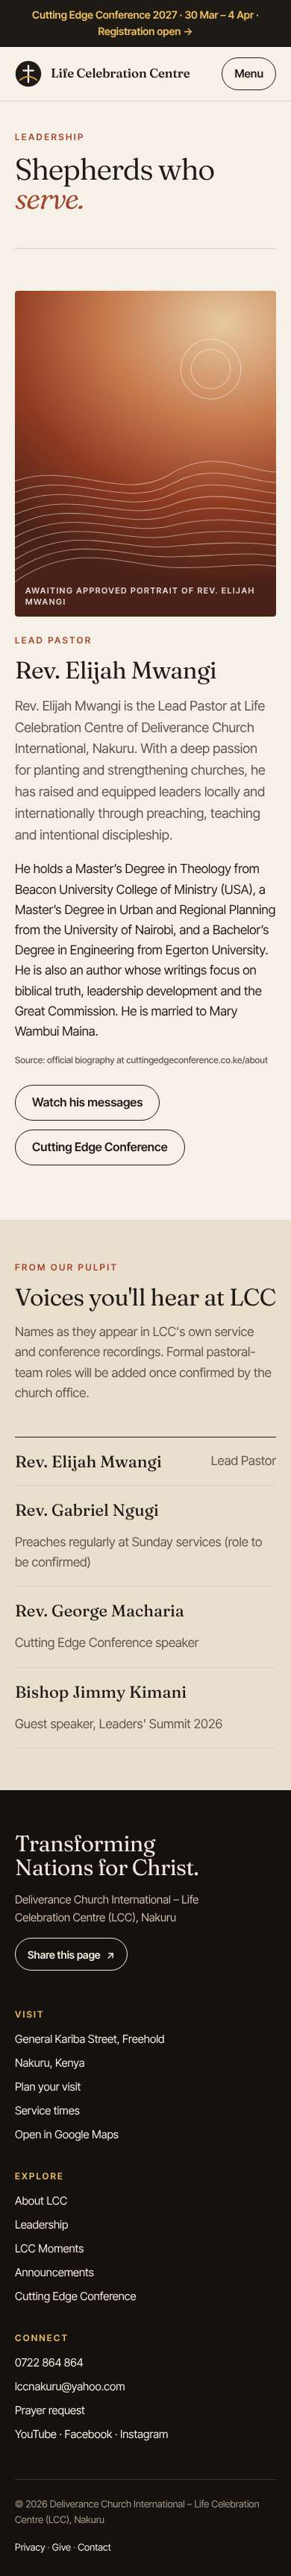 Cutting Edge Conference 2027 · 30 Mar – 4 Apr ·
Registration open →
Life Celebration Centre
Menu
LEADERSHIP
Shepherds who
serve.
AWAITING APPROVED PORTRAIT OF REV. ELIJAH
MWANGI
LEAD PASTOR
Rev. Elijah Mwangi
Rev. Elijah Mwangi is the Lead Pastor at Life
Celebration Centre of Deliverance Church
International, Nakuru. With a deep passion
for planting and strengthening churches, he
has raised and equipped leaders locally and
internationally through preaching, teaching
and intentional discipleship.
He holds a Master’s Degree in Theology from
Beacon University College of Ministry (USA), a
Master’s Degree in Urban and Regional Planning
from the University of Nairobi, and a Bachelor’s
Degree in Engineering from Egerton University.
He is also an author whose writings focus on
biblical truth, leadership development and the
Great Commission. He is married to Mary
Wambui Maina.
Source: official biography at cuttingedgeconference.co.ke/about
Watch his messages
Cutting Edge Conference
FROM OUR PULPIT
Voices you'll hear at LCC
Names as they appear in LCC's own service
and conference recordings. Formal pastoral-
team roles will be added once confirmed by the
church office.
Rev. Elijah Mwangi Lead Pastor
Rev. Gabriel Ngugi
Preaches regularly at Sunday services (role to
be confirmed)
Rev. George Macharia
Cutting Edge Conference speaker
Bishop Jimmy Kimani
Guest speaker, Leaders' Summit 2026
Transforming
Nations for Christ.
Deliverance Church International – Life
Celebration Centre (LCC), Nakuru
Share this page ↗
VISIT
General Kariba Street, Freehold
Nakuru, Kenya
Plan your visit
Service times
Open in Google Maps
EXPLORE
About LCC
Leadership
LCC Moments
Announcements
Cutting Edge Conference
CONNECT
0722 864 864
lccnakuru@yahoo.com
Prayer request
YouTube · Facebook · Instagram
© 2026 Deliverance Church International – Life Celebration
Centre (LCC), Nakuru
Privacy · Give · Contact